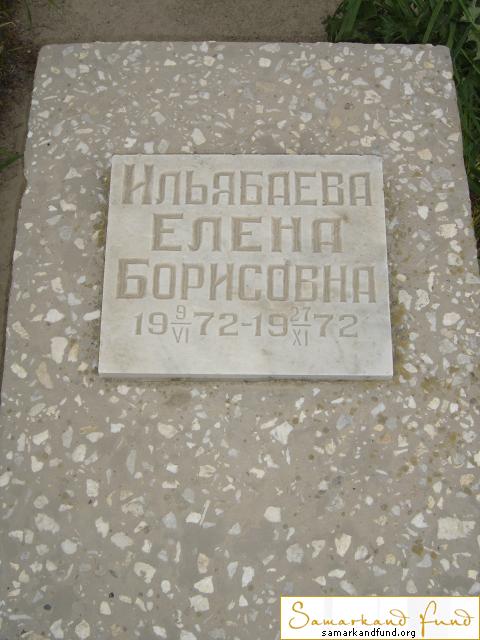 ИЛЬЯБАЕВА
ЕЛЕНА
БОРИСОВНА
19 9/VI 72-19 27/XI 72
Samarkand Fund
samarkandfund.org